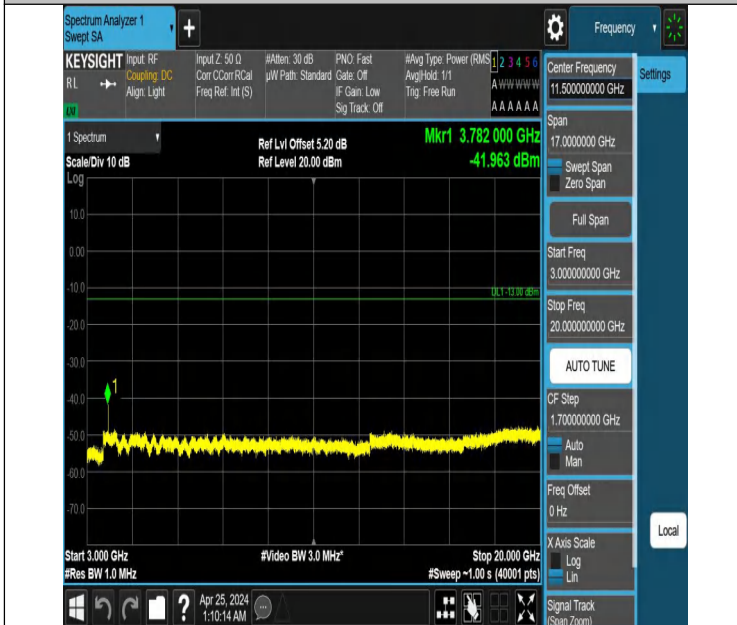 Spectrum Analyzer 1
Swept SA
Frequency
KEYSIGHT
RL
Input: RF
Coupling: DC
Align: Light
Input Z: 50 Ω
Corr CCorr RCal
Freq Ref: Int (S)
#Atten: 30 dB
µW Path: Standard
PNO: Fast
Gate: Off
IF Gain: Low
Sig Track: Off
#Avg Type: Power (RMS
Avg|Hold: 1/1
Trig: Free Run
1 2 3 4 5 6
A W W W W W
A A A A A A
1 Spectrum
Scale/Div 10 dB
Log
Ref Lvl Offset 5.20 dB
Ref Level 20.00 dBm
Mkr1 3.782 000 GHz
-41.963 dBm
10.0
0.00
-10.0
DL1 -13.00 dBm
-20.0
-30.0
1
-50.0
-60.0
-70.0
Start 3.000 GHz
#Res BW 1.0 MHz
#Video BW 3.0 MHz*
Stop 20.000 GHz
#Sweep ~1.00 s (40001 pts)
Apr 25, 2024
1:10:14 AM
Center Frequency
11.500000000 GHz
Settings
Span
17.0000000 GHz
Swept Span
Zero Span
Full Span
Start Freq
3.000000000 GHz
Stop Freq
20.000000000 GHz
AUTO TUNE
CF Step
1.700000000 GHz
Auto
Man
Freq Offset
0 Hz
X Axis Scale
Log
Lin
Local
Signal Track
(Span Zoom)